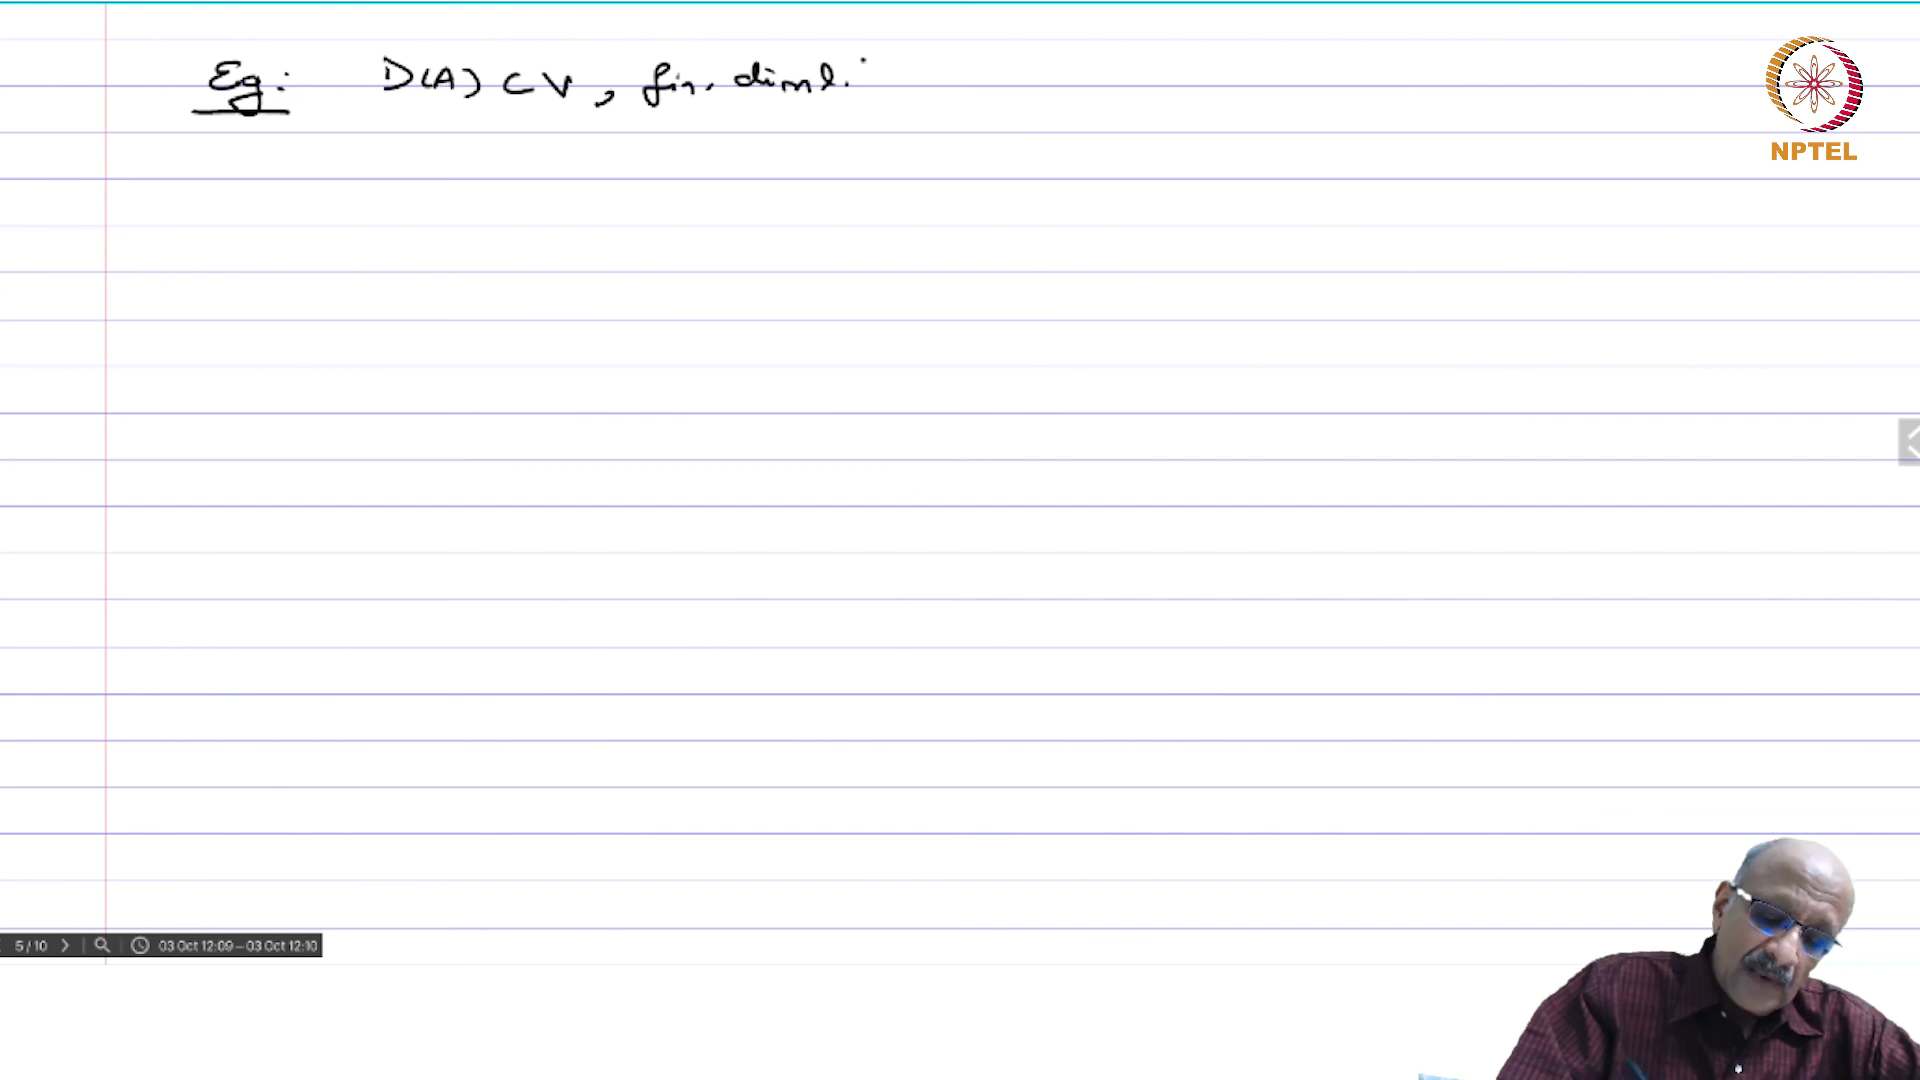 Eg: D(A) ⊂ V, fin. diml.
NPTEL
5/10 03 Oct 12:09 – 03 Oct 12:10